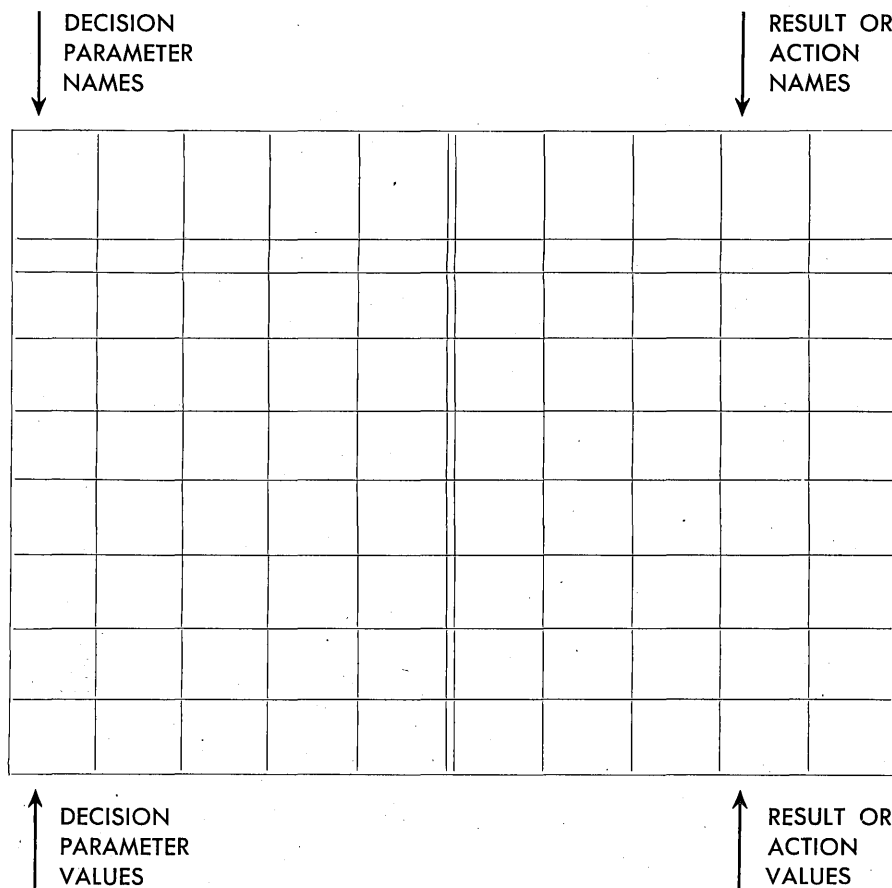 DECISION
PARAMETER
NAMES
RESULT OR
ACTION
NAMES
DECISION
PARAMETER
VALUES
RESULT OR
ACTION
VALUES